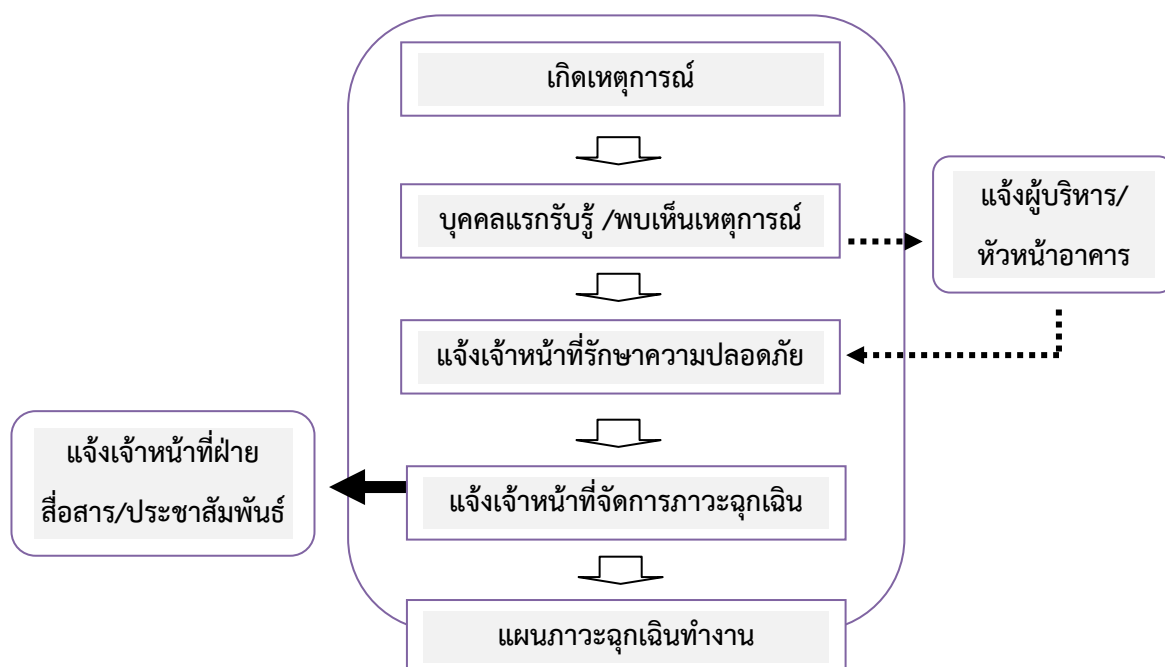 เกิดเหตุการณ์
บุคคลแรกรับรู้ /พบเห็นเหตุการณ์
แจ้งผู้บริหาร/
หัวหน้าอาคาร
แจ้งเจ้าหน้าที่รักษาความปลอดภัย
แจ้งเจ้าหน้าที่ฝ่าย
สื่อสาร/ประชาสัมพันธ์
แจ้งเจ้าหน้าที่จัดการภาวะฉุกเฉิน
แผนภาวะฉุกเฉินทำงาน